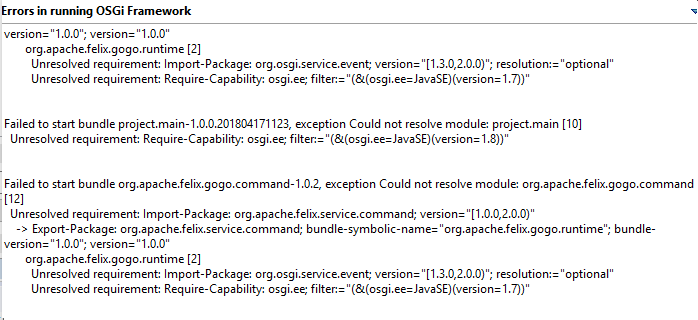 Errors in running OSGi Framework
version="1.0.0"; version="1.0.0"
org.apache.felix.gogo.runtime [2]
Unresolved requirement: Import-Package: org.osgi.service.event; version="[1.3.0,2.0.0)"; resolution:="optional"
Unresolved requirement: Require-Capability: osgi.ee; filter:="(&(osgi.ee=JavaSE)(version=1.7))"
Failed to start bundle project.main-1.0.0.201804171123, exception Could not resolve module: project.main [10]
Unresolved requirement: Require-Capability: osgi.ee; filter:="(&(osgi.ee=JavaSE)(version=1.8))"
Failed to start bundle org.apache.felix.gogo.command-1.0.2, exception Could not resolve module: org.apache.felix.gogo.command
[12]
Unresolved requirement: Import-Package: org.apache.felix.service.command; version="[1.0.0,2.0.0)"
-> Export-Package: org.apache.felix.service.command; bundle-symbolic-name="org.apache.felix.gogo.runtime"; bundle-
version="1.0.0"; version="1.0.0"
org.apache.felix.gogo.runtime [2]
Unresolved requirement: Import-Package: org.osgi.service.event; version="[1.3.0,2.0.0)"; resolution:="optional"
Unresolved requirement: Require-Capability: osgi.ee; filter:="(&(osgi.ee=JavaSE)(version=1.7))"